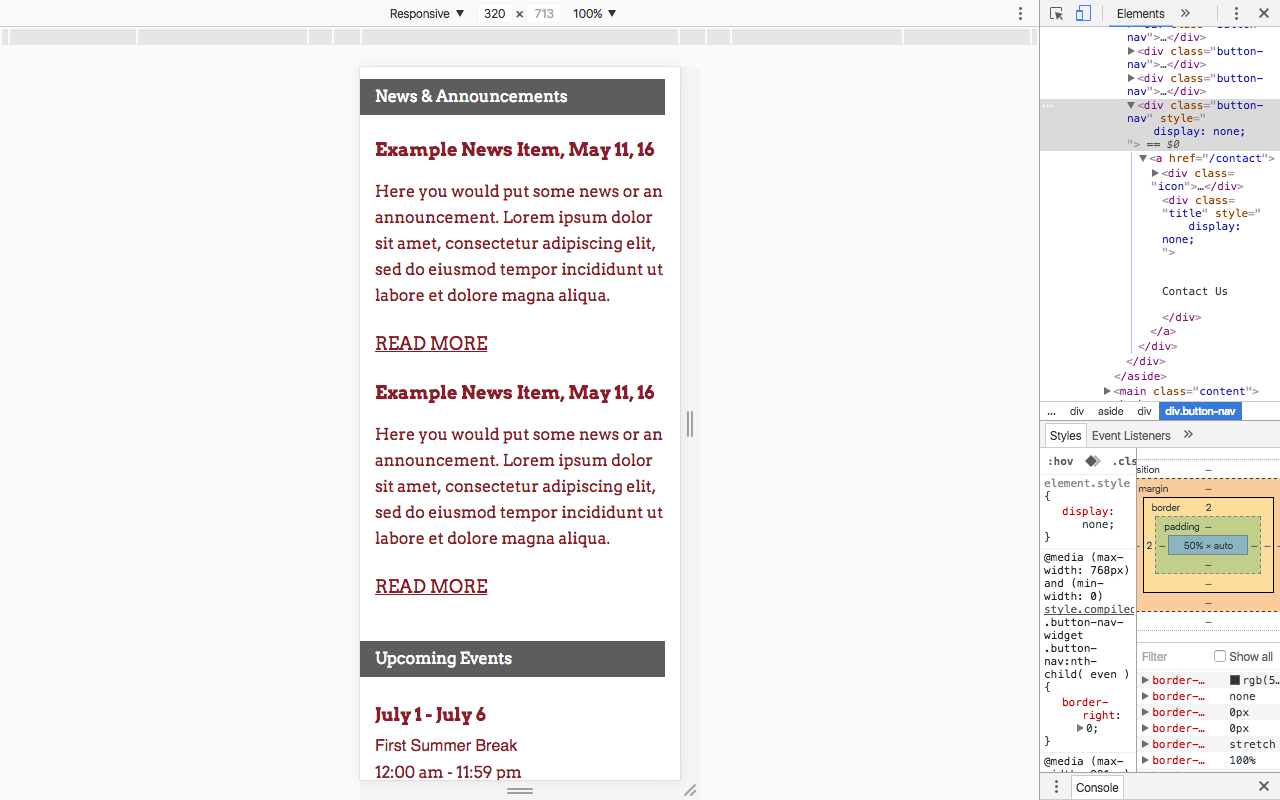 Responsive ▼ 320 × 713 100% ▼
Elements »
News & Announcements
Example News Item, May 11, 16
Here you would put some news or an
announcement. Lorem ipsum dolor
sit amet, consectetur adipiscing elit,
sed do eiusmod tempor incididunt ut
labore et dolore magna aliqua.
READ MORE
Example News Item, May 11, 16
Here you would put some news or an
announcement. Lorem ipsum dolor
sit amet, consectetur adipiscing elit,
sed do eiusmod tempor incididunt ut
labore et dolore magna aliqua.
READ MORE
Upcoming Events
July 1 - July 6
First Summer Break
12:00 am - 11:59 pm
nav">…</div>
▶<div class="button-
nav">…</div>
▶<div class="button-
nav">…</div>
… ▼<div class="button-
nav" style="
display: none;
"> == $0
▼<a href="/contact">
▶<div class=
"icon">…</div>
<div class=
"title" style="
display:
none;
">
Contact Us
</div>
</a>
</div>
</div>
</aside>
▶<main class="content">
... div aside div div.button-nav
Styles Event Listeners »
:hov .cls
element.style
{
display:
none;
}
@media (max-
width: 768px)
and (min-
width: 0)
style.compiled
.button-nav-
widget
.button-
nav:nth-
child( even )
{
border-
right:
▶0;
}
@media (max-
sition –
margin –
border 2
padding –
2 – 50% × auto – –
–
–
–
–
Filter Show all
▶border-… rgb(5…
▶border-… none
▶border-… 0px
▶border-… 0px
▶border-… stretch
▶border-… 100%
Console